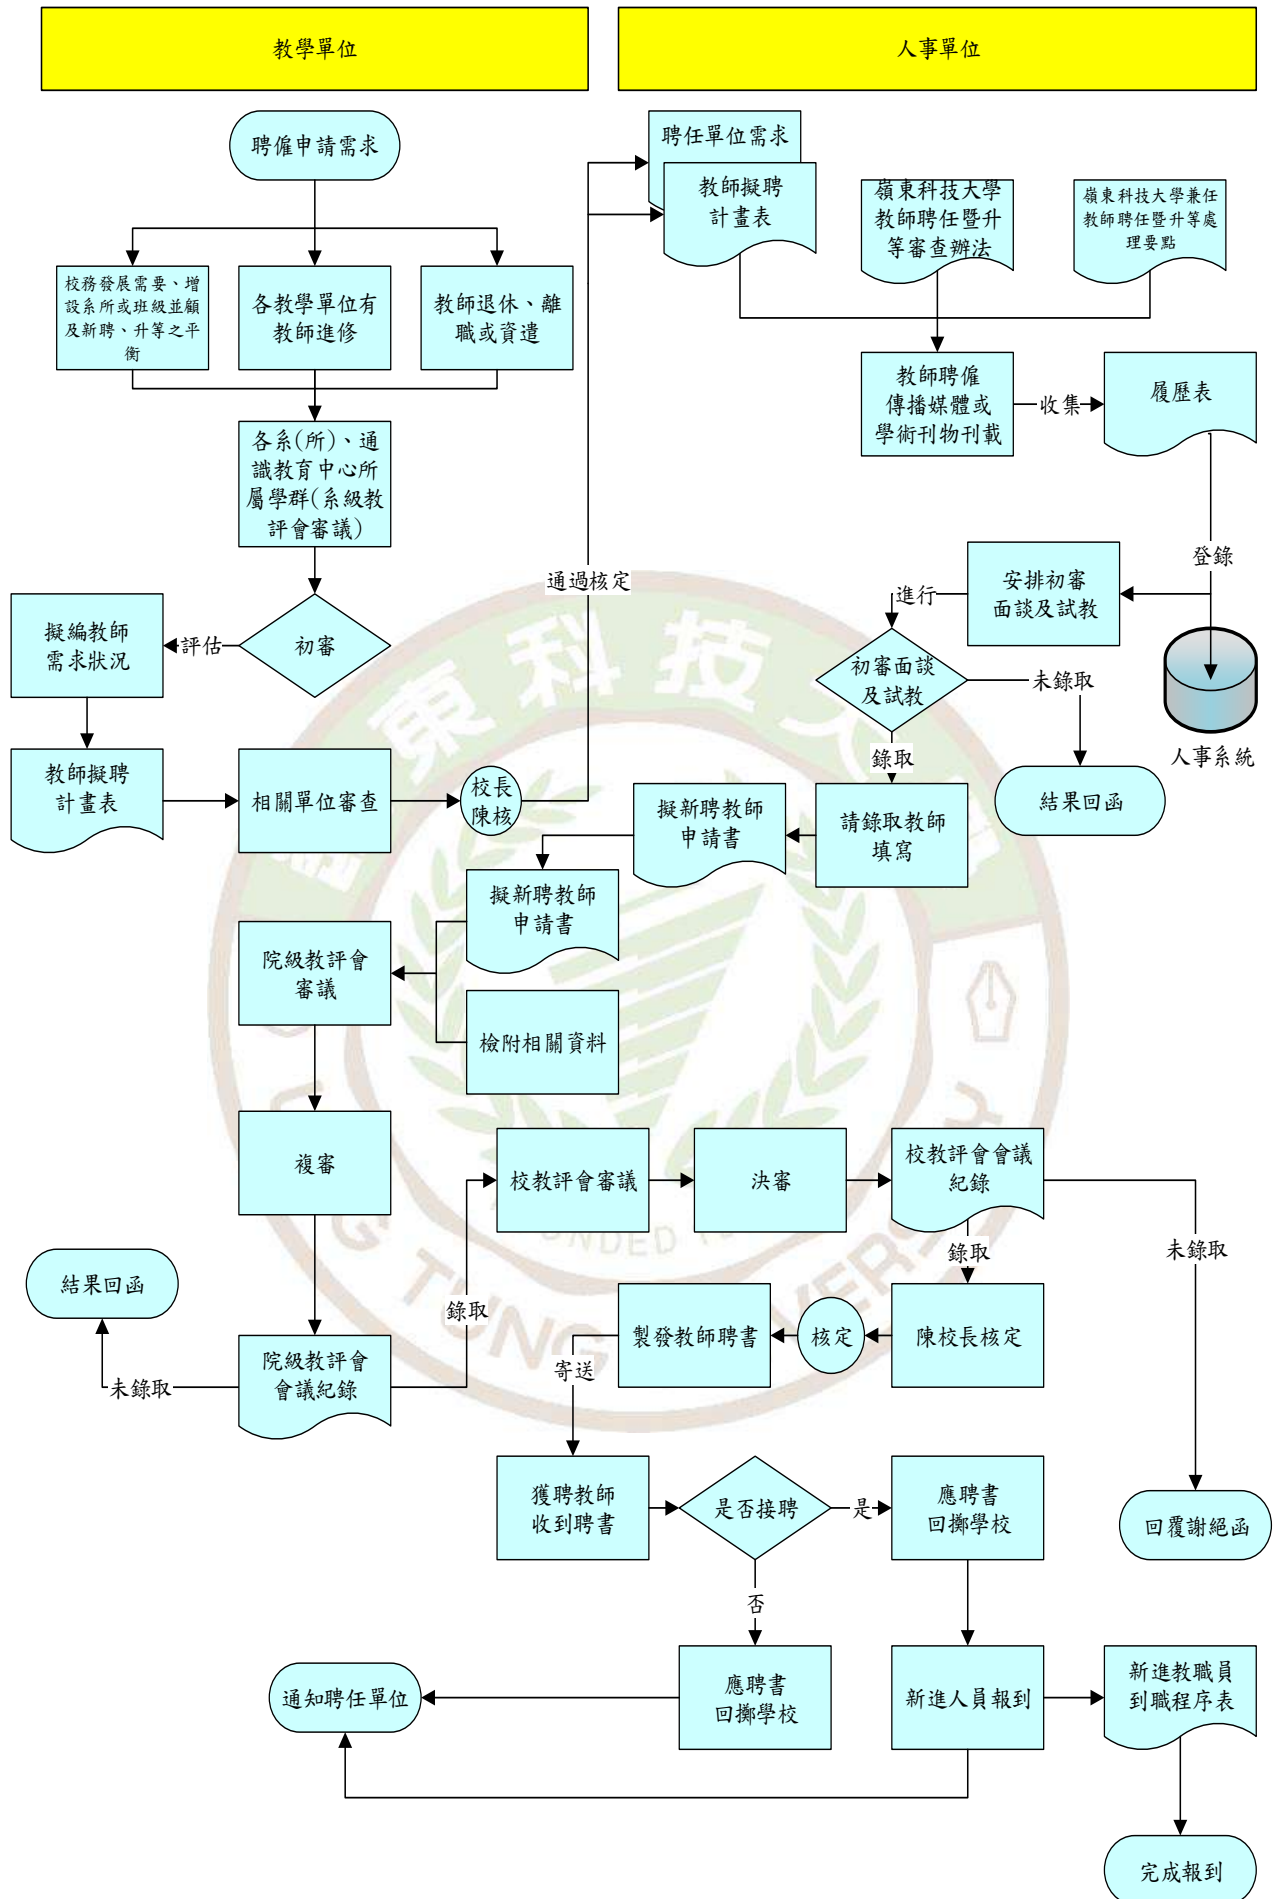 教學單位
人事單位
聘僱申請需求
聘任單位需求
教師擬聘
計畫表
嶺東科技大學
教師聘任暨升
等審查辦法
嶺東科技大學兼任
教師聘任暨升等處
理要點
校務發展需要、增
設系所或班級並顧
及新聘、升等之平
衡
各教學單位有
教師進修
教師退休、離
職或資遣
教師聘僱
傳播媒體或
學術刊物刊載
收集
履歷表
各系(所)、通
識教育中心所
屬學群(系級教
評會審議)
登錄
通過核定
安排初審
面談及試教
進行
擬編教師
需求狀況
評估
初審
初審面談
及試教
未錄取
人事系統
錄取
教師擬聘
計畫表
相關單位審查
校長
陳核
擬新聘教師
申請書
請錄取教師
填寫
結果回函
擬新聘教師
申請書
院級教評會
審議
檢附相關資料
複審
校教評會審議
決審
校教評會會議
紀錄
錄取
未錄取
結果回函
錄取
製發教師聘書
核定
陳校長核定
寄送
未錄取
院級教評會
會議紀錄
獲聘教師
收到聘書
是否接聘
是
應聘書
回擲學校
回覆謝絕函
否
通知聘任單位
應聘書
回擲學校
新進人員報到
新進教職員
到職程序表
完成報到
東科技大
UNG TUNG
FOUNDED